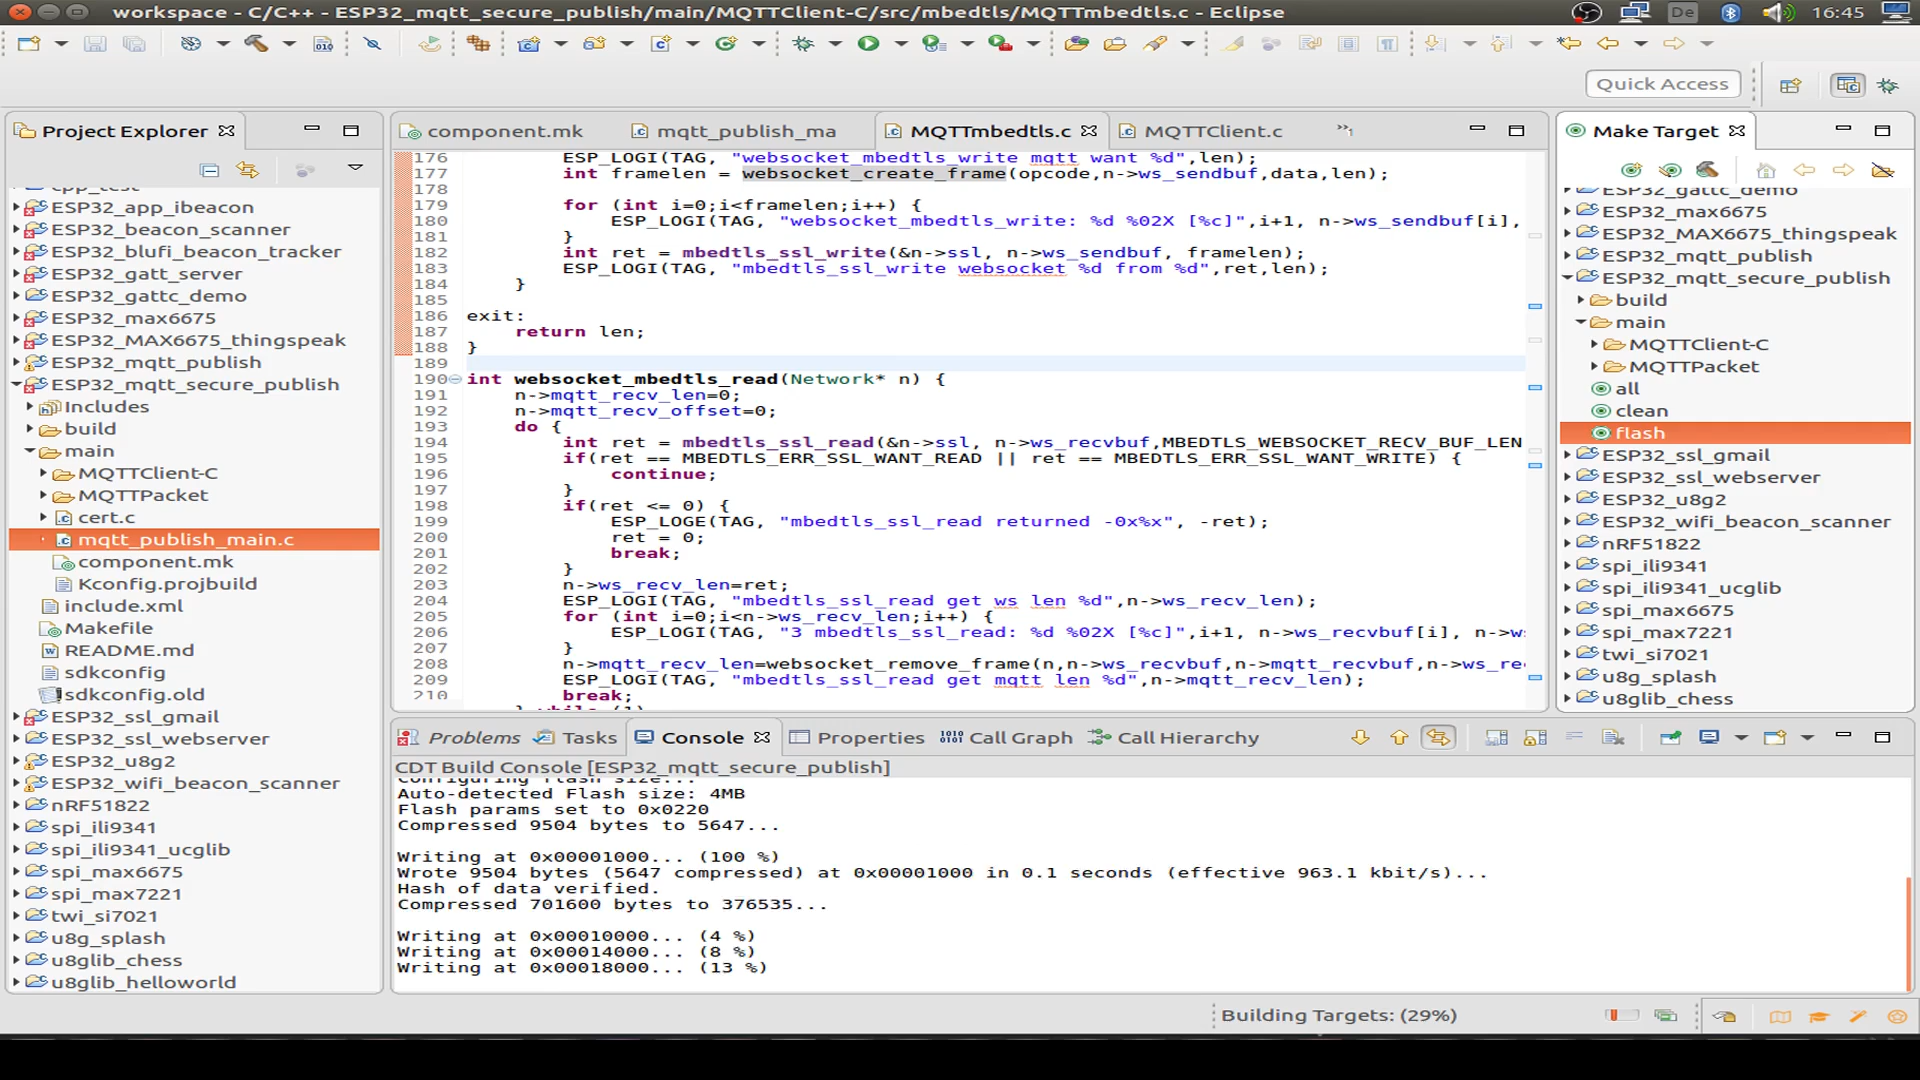 workspace - C/C++ - ESP32_mqtt_secure_publish/main/MQTTClient-C/src/mbedtls/MQTTmbedtls.c - Eclipse
De
16:45
Quick Access
Project Explorer
ESP32_app_ibeacon
ESP32_beacon_scanner
ESP32_blufi_beacon_tracker
ESP32_gatt_server
ESP32_gattc_demo
ESP32_max6675
ESP32_MAX6675_thingspeak
ESP32_mqtt_publish
ESP32_mqtt_secure_publish
Includes
build
main
MQTTClient-C
MQTTPacket
cert.c
mqtt_publish_main.c
component.mk
Kconfig.projbuild
include.xml
Makefile
README.md
sdkconfig
sdkconfig.old
ESP32_ssl_gmail
ESP32_ssl_webserver
ESP32_u8g2
ESP32_wifi_beacon_scanner
nRF51822
spi_ili9341
spi_ili9341_ucglib
spi_max6675
spi_max7221
twi_si7021
u8g_splash
u8glib_chess
u8glib_helloworld
component.mk
mqtt_publish_ma
MQTTmbedtls.c
MQTTClient.c
176 ESP_LOGI(TAG, "websocket_mbedtls_write mqtt want %d",len);
177 int framelen = websocket_create_frame(opcode,n->ws_sendbuf,data,len);
178
179 for (int i=0;i<framelen;i++) {
180 ESP_LOGI(TAG, "websocket_mbedtls_write: %d %02X [%c]",i+1, n->ws_sendbuf[i],
181 }
182 int ret = mbedtls_ssl_write(&n->ssl, n->ws_sendbuf, framelen);
183 ESP_LOGI(TAG, "mbedtls_ssl_write websocket %d from %d",ret,len);
184 }
185
186 exit:
187 return len;
188 }
189
190 int websocket_mbedtls_read(Network* n) {
191 n->mqtt_recv_len=0;
192 n->mqtt_recv_offset=0;
193 do {
194 int ret = mbedtls_ssl_read(&n->ssl, n->ws_recvbuf,MBEDTLS_WEBSOCKET_RECV_BUF_LEN
195 if(ret == MBEDTLS_ERR_SSL_WANT_READ || ret == MBEDTLS_ERR_SSL_WANT_WRITE) {
196 continue;
197 }
198 if(ret <= 0) {
199 ESP_LOGE(TAG, "mbedtls_ssl_read returned -0x%x", -ret);
200 ret = 0;
201 break;
202 }
203 n->ws_recv_len=ret;
204 ESP_LOGI(TAG, "mbedtls_ssl_read get ws len %d",n->ws_recv_len);
205 for (int i=0;i<n->ws_recv_len;i++) {
206 ESP_LOGI(TAG, "3 mbedtls_ssl_read: %d %02X [%c]",i+1, n->ws_recvbuf[i], n->ws
207 }
208 n->mqtt_recv_len=websocket_remove_frame(n,n->ws_recvbuf,n->mqtt_recvbuf,n->ws_re
209 ESP_LOGI(TAG, "mbedtls_ssl_read get mqtt len %d",n->mqtt_recv_len);
210 break;
Make Target
ESP32_gattc_demo
ESP32_max6675
ESP32_MAX6675_thingspeak
ESP32_mqtt_publish
ESP32_mqtt_secure_publish
build
main
MQTTClient-C
MQTTPacket
all
clean
flash
ESP32_ssl_gmail
ESP32_ssl_webserver
ESP32_u8g2
ESP32_wifi_beacon_scanner
nRF51822
spi_ili9341
spi_ili9341_ucglib
spi_max6675
spi_max7221
twi_si7021
u8g_splash
u8glib_chess
Problems
Tasks
Console
Properties
Call Graph
Call Hierarchy
CDT Build Console [ESP32_mqtt_secure_publish]
Configuring flash size...
Auto-detected Flash size: 4MB
Flash params set to 0x0220
Compressed 9504 bytes to 5647...
Writing at 0x00001000... (100 %)
Wrote 9504 bytes (5647 compressed) at 0x00001000 in 0.1 seconds (effective 963.1 kbit/s)...
Hash of data verified.
Compressed 701600 bytes to 376535...
Writing at 0x00010000... (4 %)
Writing at 0x00014000... (8 %)
Writing at 0x00018000... (13 %)
Building Targets: (29%)